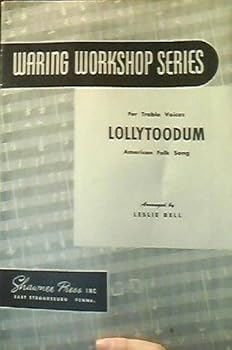 WARING WORKSHOP SERIES
For Treble Voices
LOLLYTOODUM
American Folk Song
Arranged by
LESLIE BELL
Shawnee Press INC
EAST STROUDSBURG PENNA.